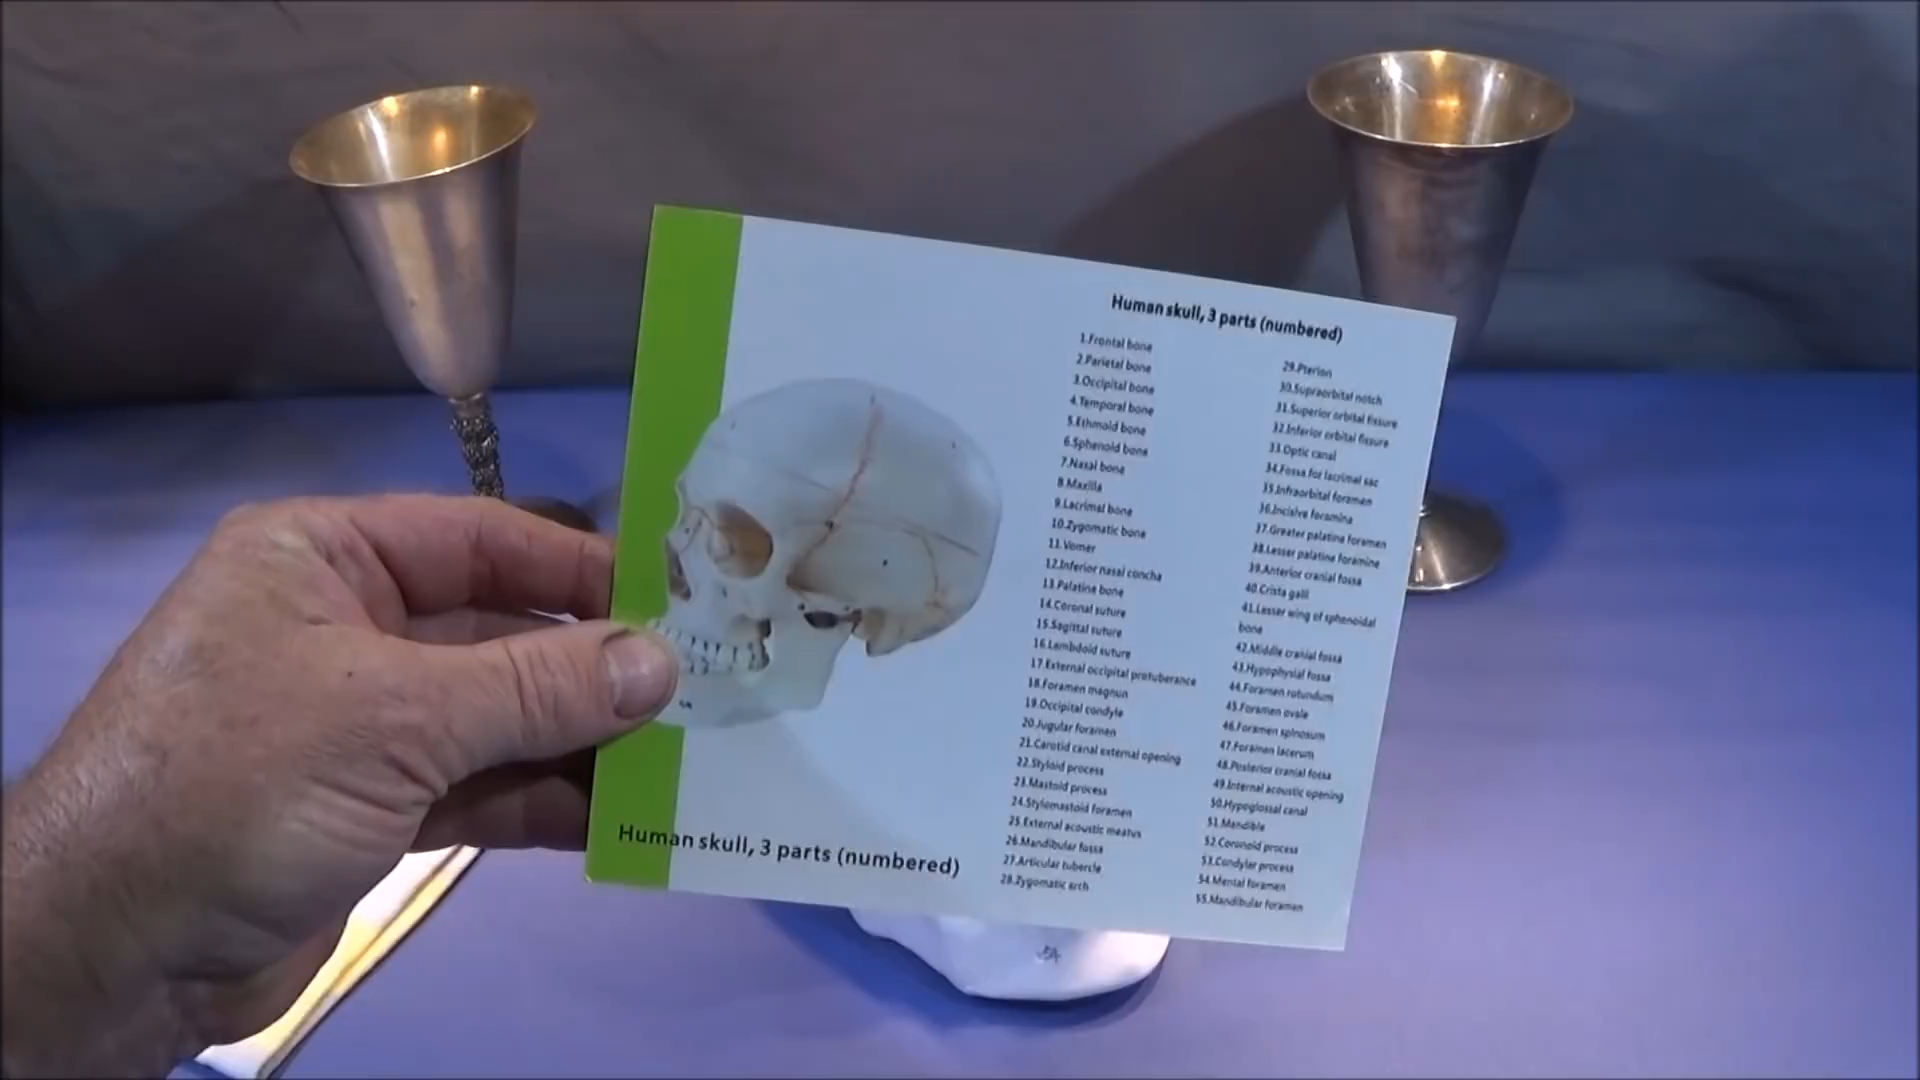 Human skull, 3 parts (numbered)
1.Frontal bone
2.Parietal bone
3.Occipital bone
4.Temporal bone
5.Ethmoid bone
6.Sphenoid bone
7.Nasal bone
8.Maxilla
9.Lacrimal bone
10.Zygomatic bone
11.Vomer
12.Inferior nasal concha
13.Palatine bone
14.Coronal suture
15.Sagittal suture
16.Lambdoid suture
17.External occipital protuberance
18.Foramen magnun
19.Occipital condyle
20.Jugular foramen
21.Carotid canal external opening
22.Styloid process
23.Mastoid process
24.Stylomastoid foramen
25.External acoustic meatus
26.Mandibular fossa
27.Articular tubercle
28.Zygomatic arch
29.Pterion
30.Supraorbital notch
31.Superior orbital fissure
32.Inferior orbital fissure
33.Optic canal
34.Fossa for lacrimal sac
35.Infraorbital foramen
36.Incisive foramina
37.Greater palatine foramen
38.Lesser palatine foramine
39.Anterior cranial fossa
40.Crista galli
41.Lesser wing of sphenoidal
bone
42.Middle cranial fossa
43.Hypophysial fossa
44.Foramen rotundum
45.Foramen ovale
46.Foramen spinosum
47.Foramen lacerum
48.Posterior cranial fossa
49.Internal acoustic opening
50.Hypoglossal canal
51.Mandible
52.Coronoid process
53.Condylar process
54.Mental foramen
55.Mandibular foramen
Human skull, 3 parts (numbered)
54